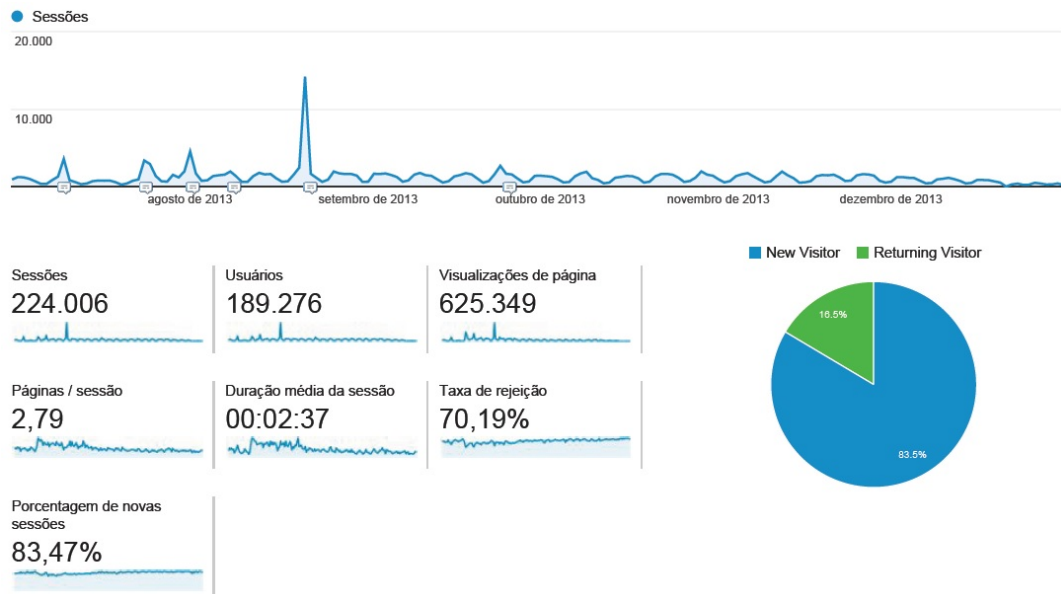 Sessões
20.000
10.000
agosto de 2013
setembro de 2013
outubro de 2013
novembro de 2013
dezembro de 2013
New Visitor
Returning Visitor
Sessões
224.006
Usuários
189.276
Visualizações de página
625.349
16.5%
83.5%
Páginas / sessão
2,79
Duração média da sessão
00:02:37
Taxa de rejeição
70,19%
Porcentagem de novas
sessões
83,47%